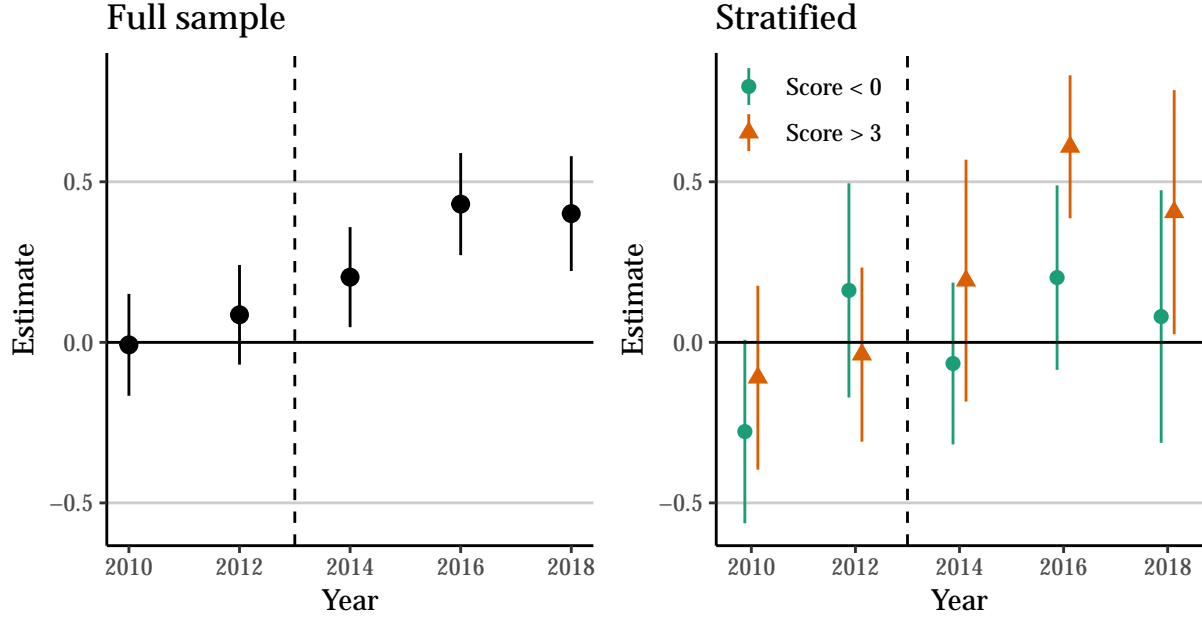 Full sample
Estimate
0.5
0.0
−0.5
2010 2012 2014 2016 2018
Year
Stratified
Score < 0
Score > 3
Estimate
0.5
0.0
−0.5
2010 2012 2014 2016 2018
Year